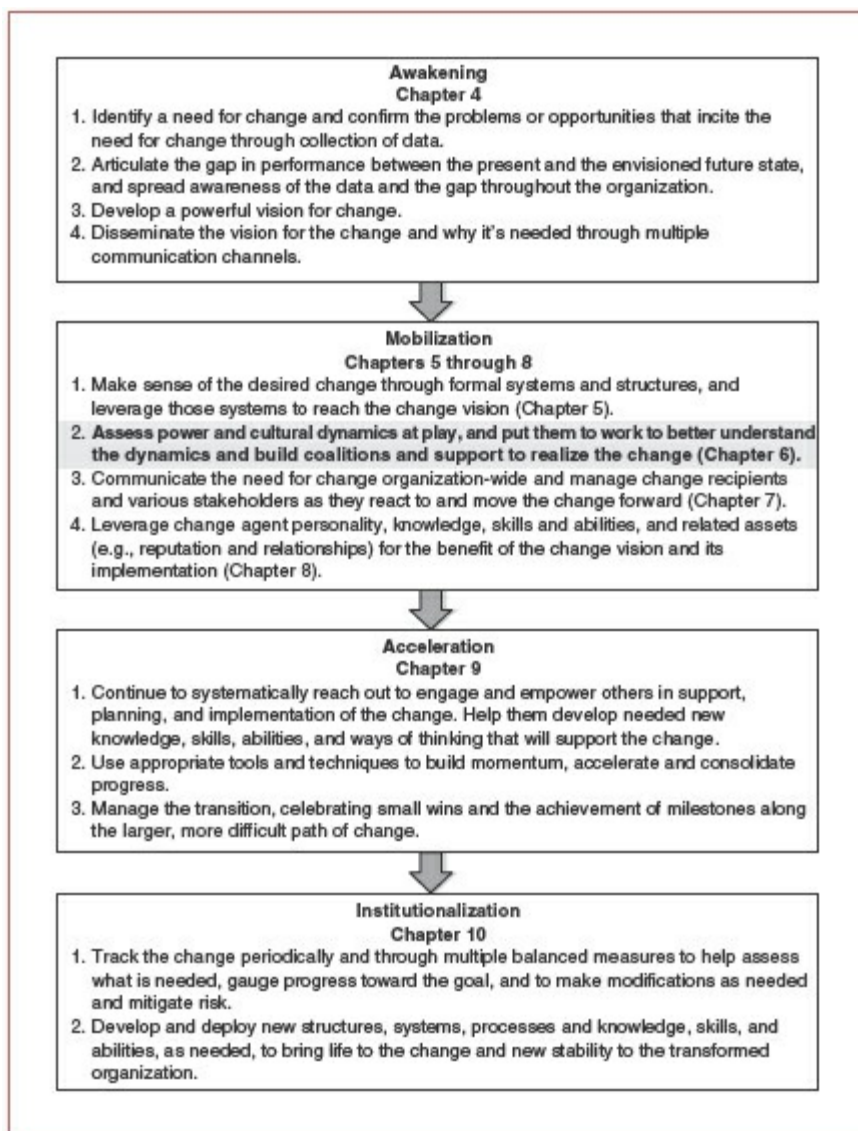 Awakening
Chapter 4
1. Identify a need for change and confirm the problems or opportunities that incite the
need for change through collection of data.
2. Articulate the gap in performance between the present and the envisioned future state,
and spread awareness of the data and the gap throughout the organization.
3. Develop a powerful vision for change.
4. Disseminate the vision for the change and why it's needed through multiple
communication channels.
Mobilization
Chapters 5 through 8
1. Make sense of the desired change through formal systems and structures, and
leverage those systems to reach the change vision (Chapter 5).
2. Assess power and cultural dynamics at play, and put them to work to better understand
the dynamics and build coalitions and support to realize the change (Chapter 6).
3. Communicate the need for change organization-wide and manage change recipients
and various stakeholders as they react to and move the change forward (Chapter 7).
4. Leverage change agent personality, knowledge, skills and abilities, and related assets
(e.g., reputation and relationships) for the benefit of the change vision and its
implementation (Chapter 8).
Acceleration
Chapter 9
1. Continue to systematically reach out to engage and empower others in support,
planning, and implementation of the change. Help them develop needed new
knowledge, skills, abilities, and ways of thinking that will support the change.
2. Use appropriate tools and techniques to build momentum, accelerate and consolidate
progress.
3. Manage the transition, celebrating small wins and the achievement of milestones along
the larger, more difficult path of change.
Institutionalization
Chapter 10
1. Track the change periodically and through multiple balanced measures to help assess
what is needed, gauge progress toward the goal, and to make modifications as needed
and mitigate risk.
2. Develop and deploy new structures, systems, processes and knowledge, skills, and
abilities, as needed, to bring life to the change and new stability to the transformed
organization.